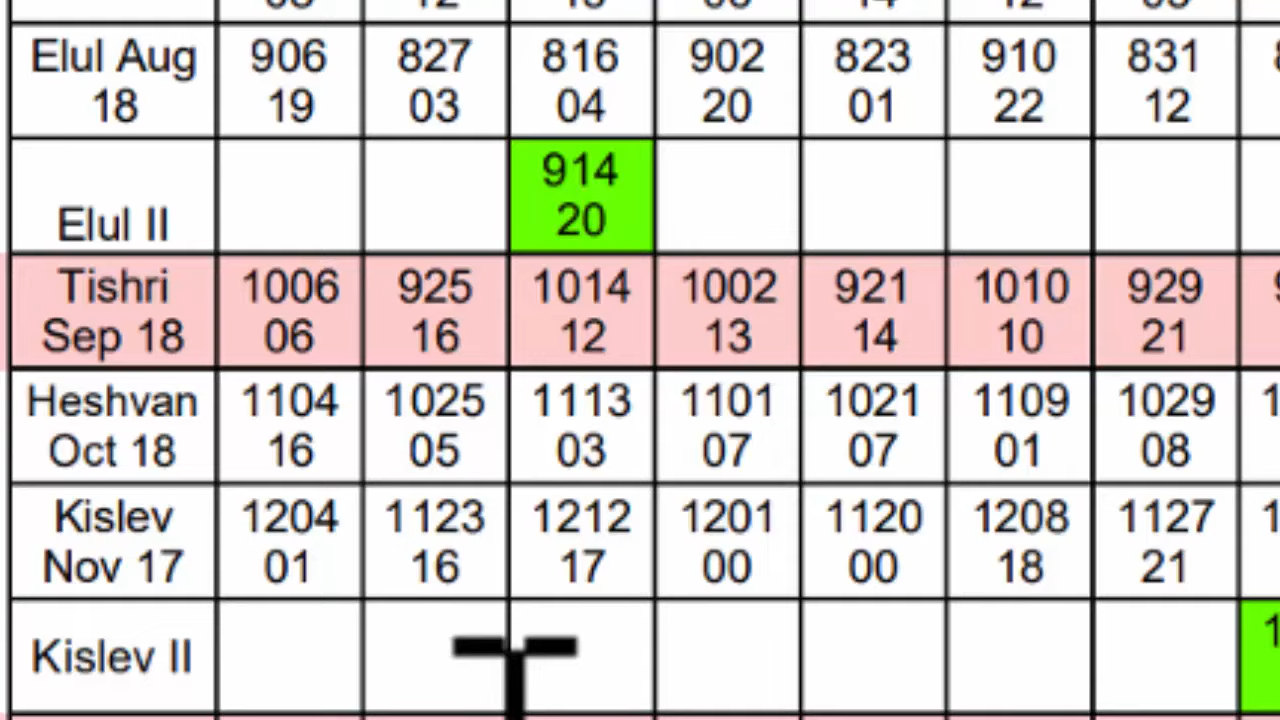 Elul Aug 18 906 19 827 03 816 04 902 20 823 01 910 22 831 12
Elul II 914 20
Tishri Sep 18 1006 06 925 16 1014 12 1002 13 921 14 1010 10 929 21
Heshvan Oct 18 1104 16 1025 05 1113 03 1101 07 1021 07 1109 01 1029 08
Kislev Nov 17 1204 01 1123 16 1212 17 1201 00 1120 00 1208 18 1127 21
Kislev II